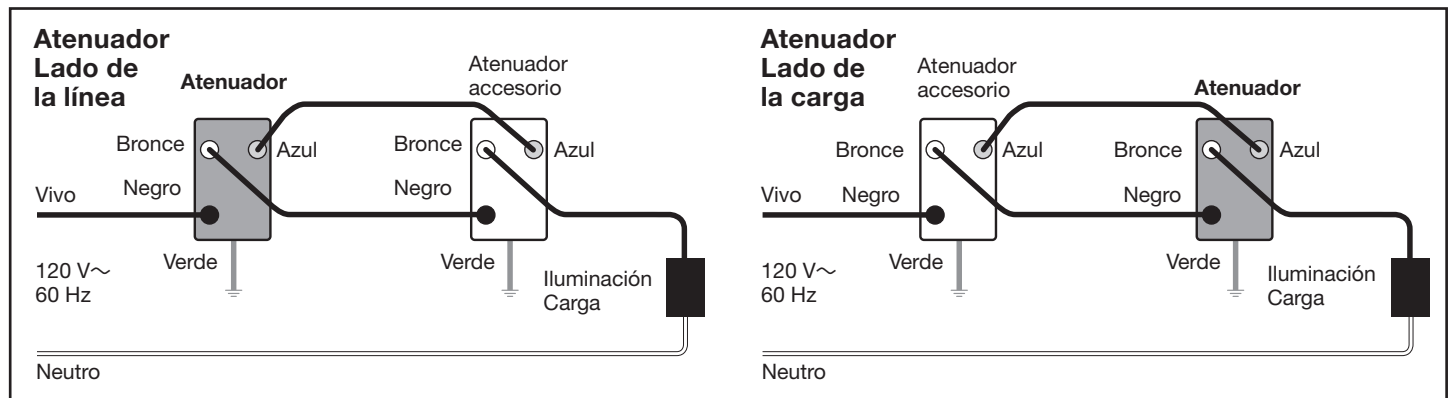 Atenuador
Lado de
la línea
Atenuador
Atenuador
accesorio
Bronce
Azul
Bronce
Azul
Vivo
Negro
Negro
120 V～
60 Hz
Verde
Verde
Iluminación
Carga
Neutro
Atenuador
Lado de
la carga
Atenuador
accesorio
Atenuador
Bronce
Azul
Bronce
Azul
Vivo
Negro
Negro
120 V～
60 Hz
Verde
Verde
Iluminación
Carga
Neutro